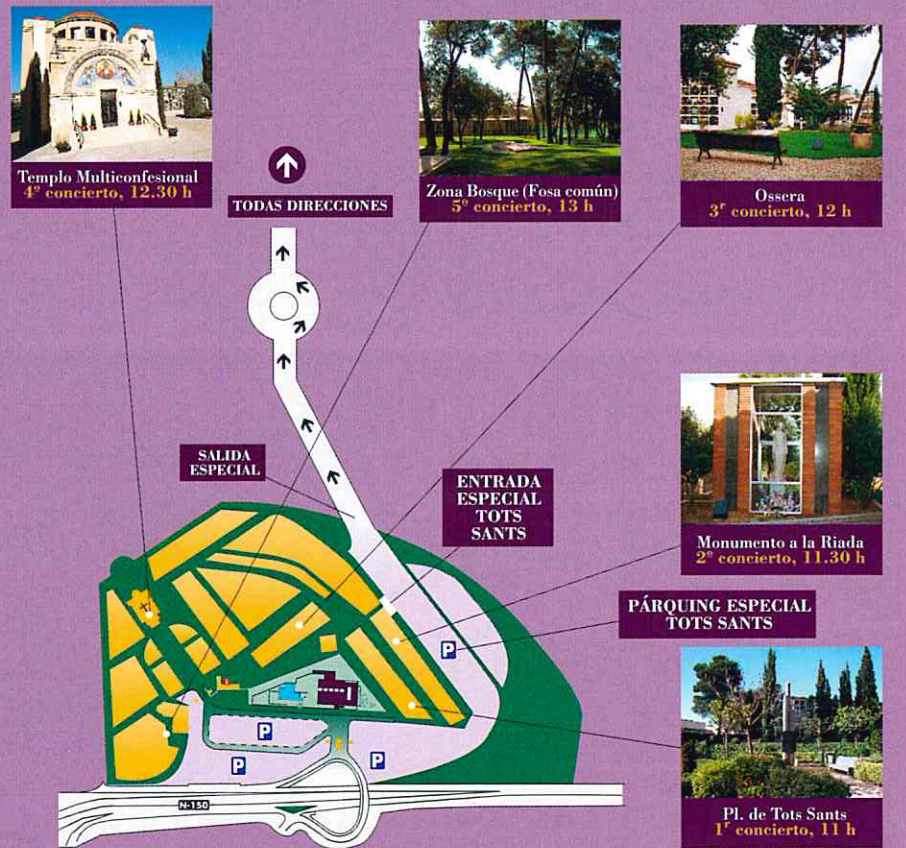 Templo Multiconfesional
4º concierto, 12.30 h
TODAS DIRECCIONES
Zona Bosque (Fosa común)
5º concierto, 13 h
Ossera
3r concierto, 12 h
SALIDA
ESPECIAL
ENTRADA
ESPECIAL
TOTS
SANTS
Monumento a la Riada
2º concierto, 11.30 h
PÁRQUING ESPECIAL
TOTS SANTS
P
P
P
P
N-150
Pl. de Tots Sants
1r concierto, 11 h